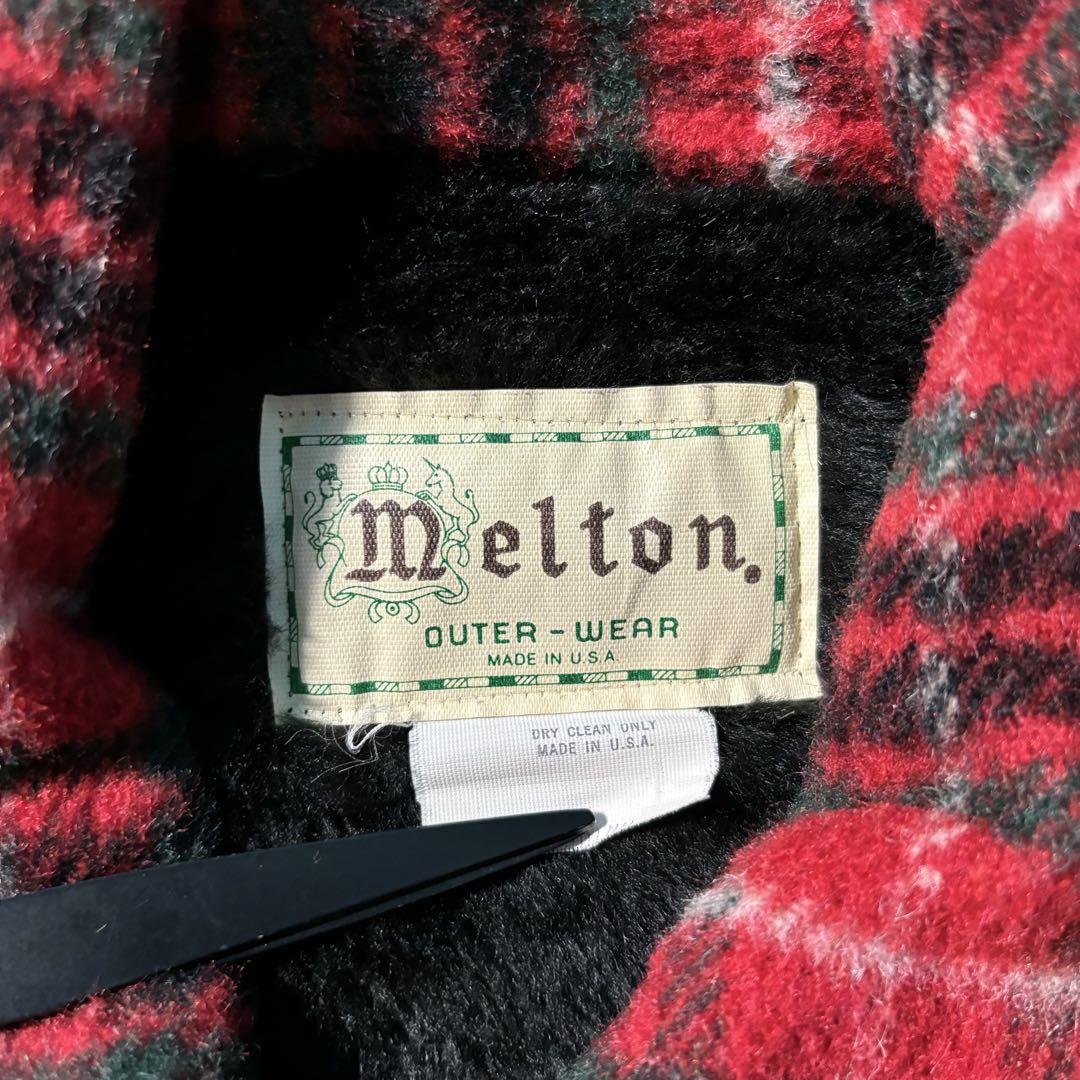 Melton.
OUTER-WEAR
MADE IN U.S.A
DRY CLEAN ONLY
MADE IN U.S.A.